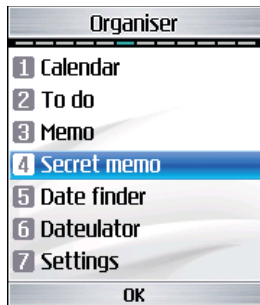 Organiser
1 Calendar
2 To do
3 Memo
4 Secret memo
5 Date finder
6 Dateulator
7 Settings
OK